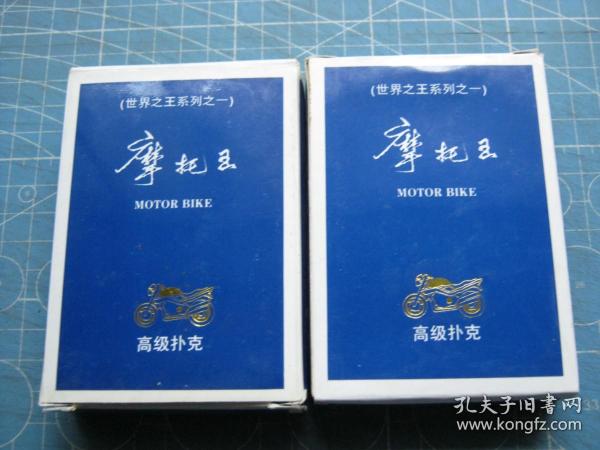 (世界之王系列之一)
摩托王
MOTOR BIKE
高级扑克
(世界之王系列之一)
摩托王
MOTOR BIKE
高级扑克
孔夫子旧書网
www.kongfz.com